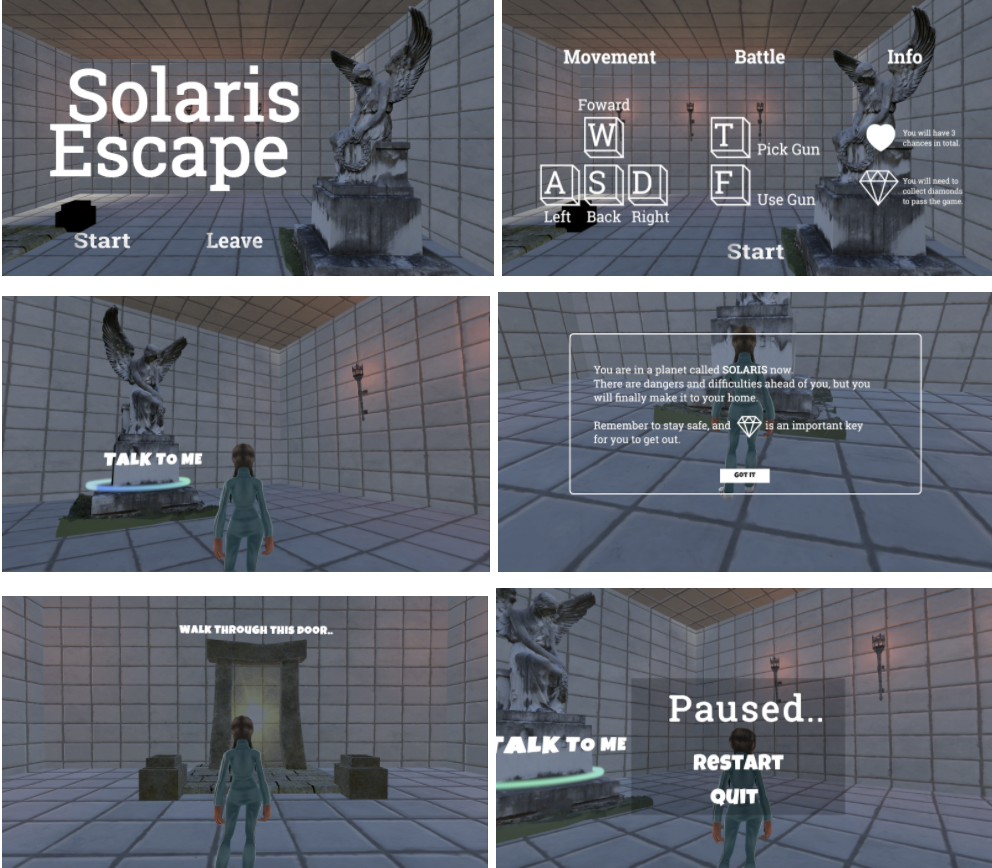 Solaris
Escape
Start
Leave
Movement
Battle
Info
Foward
W
A
S
D
Left
Back
Right
T
Pick Gun
F
Use Gun
You will have 3
chances in total.
You will need to
collect diamonds
to pass the game.
Start
TALK TO ME
You are in a planet called SOLARIS now.
There are dangers and difficulties ahead of you, but you
will finally make it to your home.
Remember to stay safe, and is an important key
for you to get out.
GOT IT
WALK THROUGH THIS DOOR..
Paused..
TALK TO ME
RESTART
QUIT